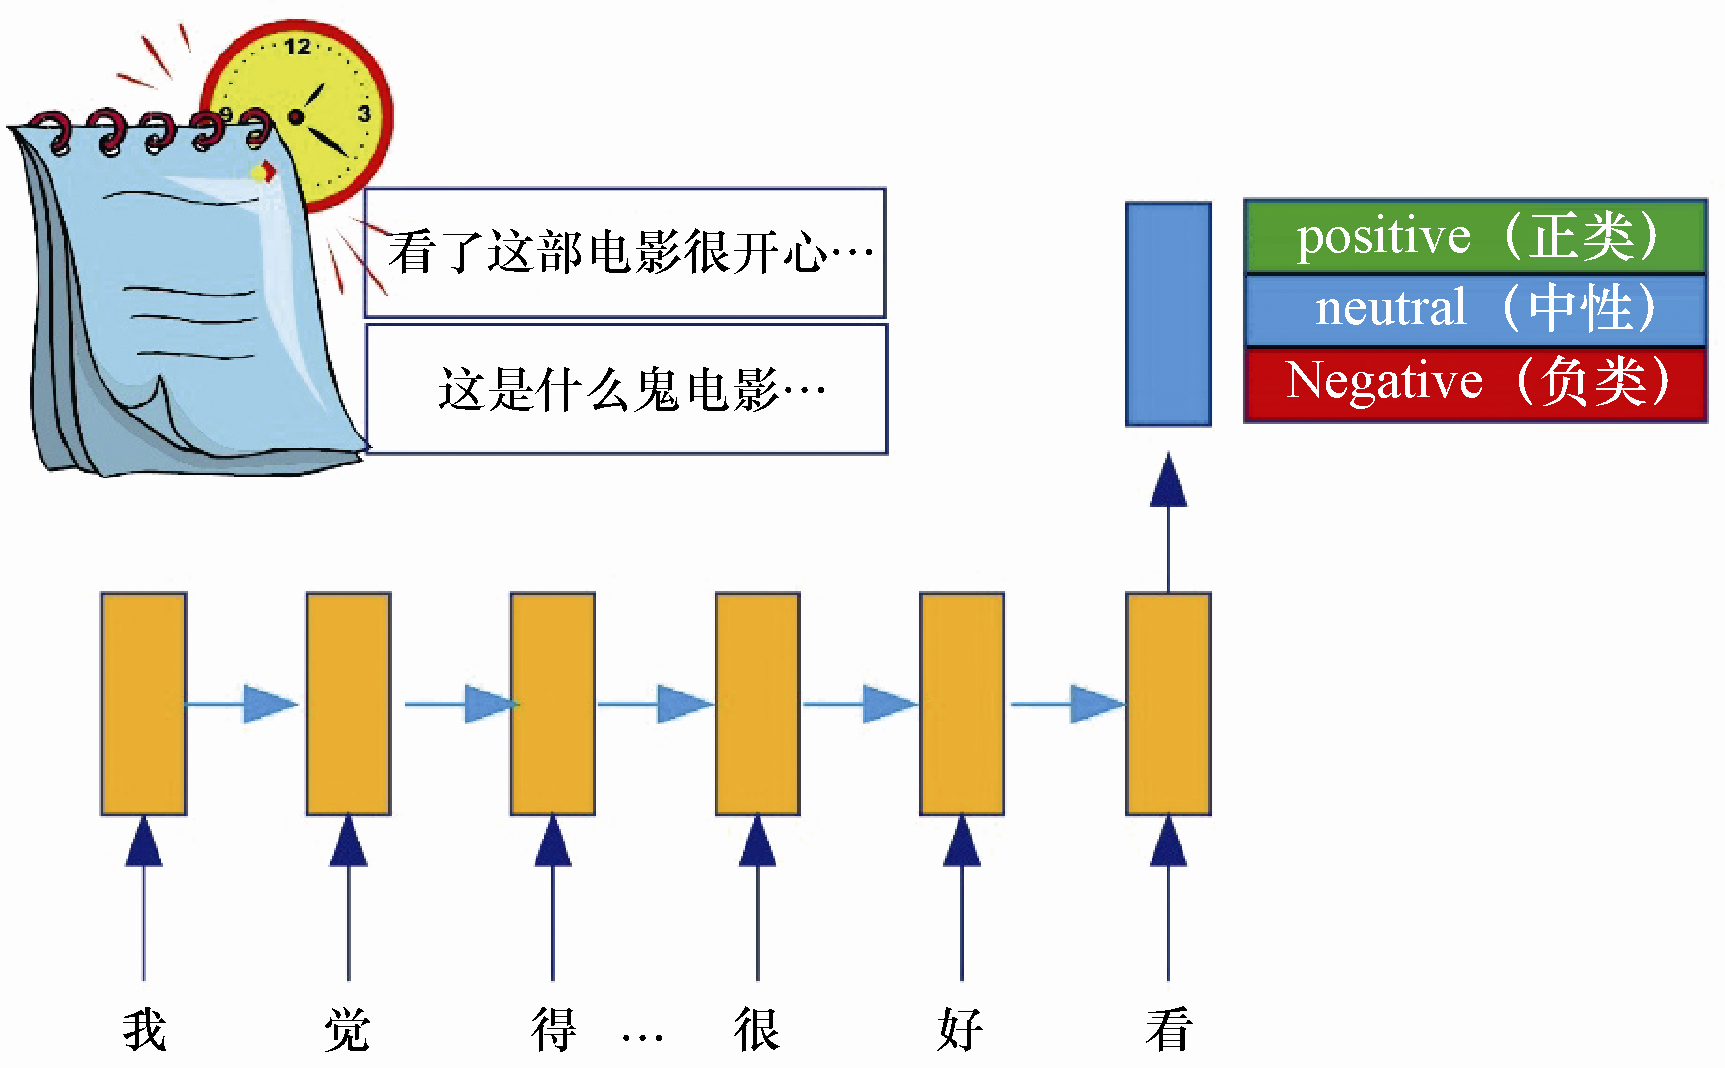 12
9
3
看了这部电影很开心…
这是什么鬼电影…
positive（正类）
neutral（中性）
Negative（负类）
我 觉 得 … 很 好 看